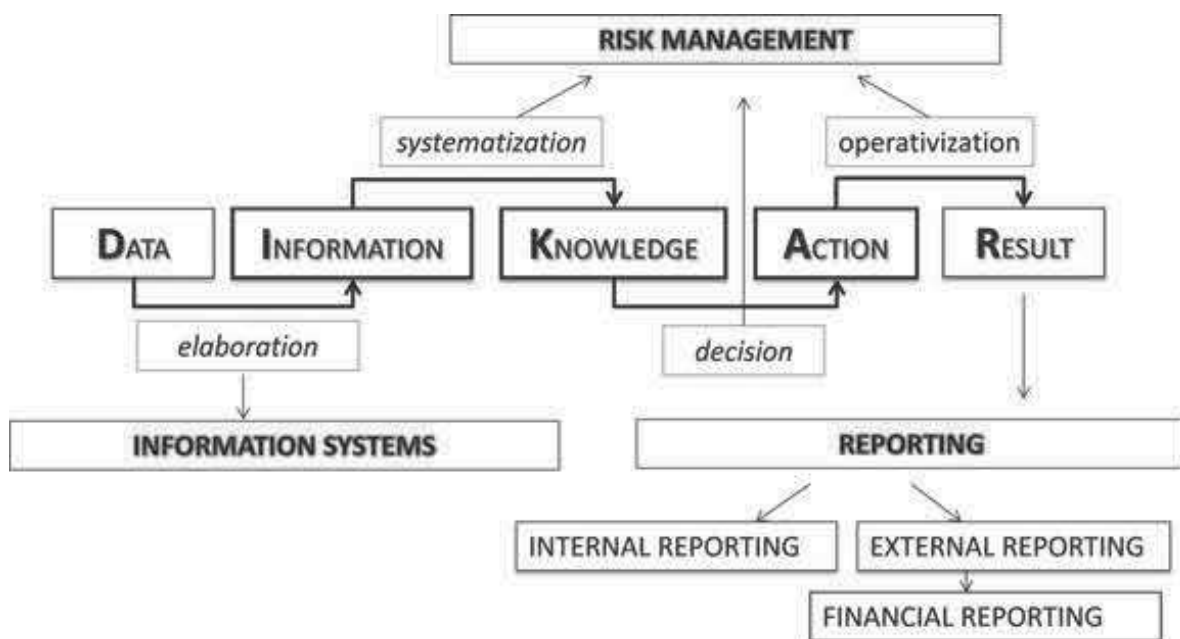 RISK MANAGEMENT
systematization
operativization
DATA
INFORMATION
KNOWLEDGE
ACTION
RESULT
elaboration
decision
INFORMATION SYSTEMS
REPORTING
INTERNAL REPORTING
EXTERNAL REPORTING
FINANCIAL REPORTING